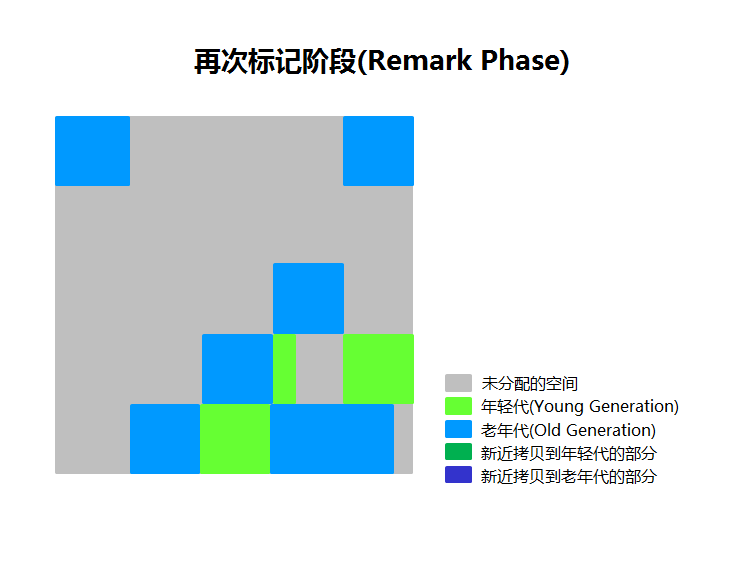 再次标记阶段(Remark Phase)
未分配的空间
年轻代(Young Generation)
老年代(Old Generation)
新近拷贝到年轻代的部分
新近拷贝到老年代的部分